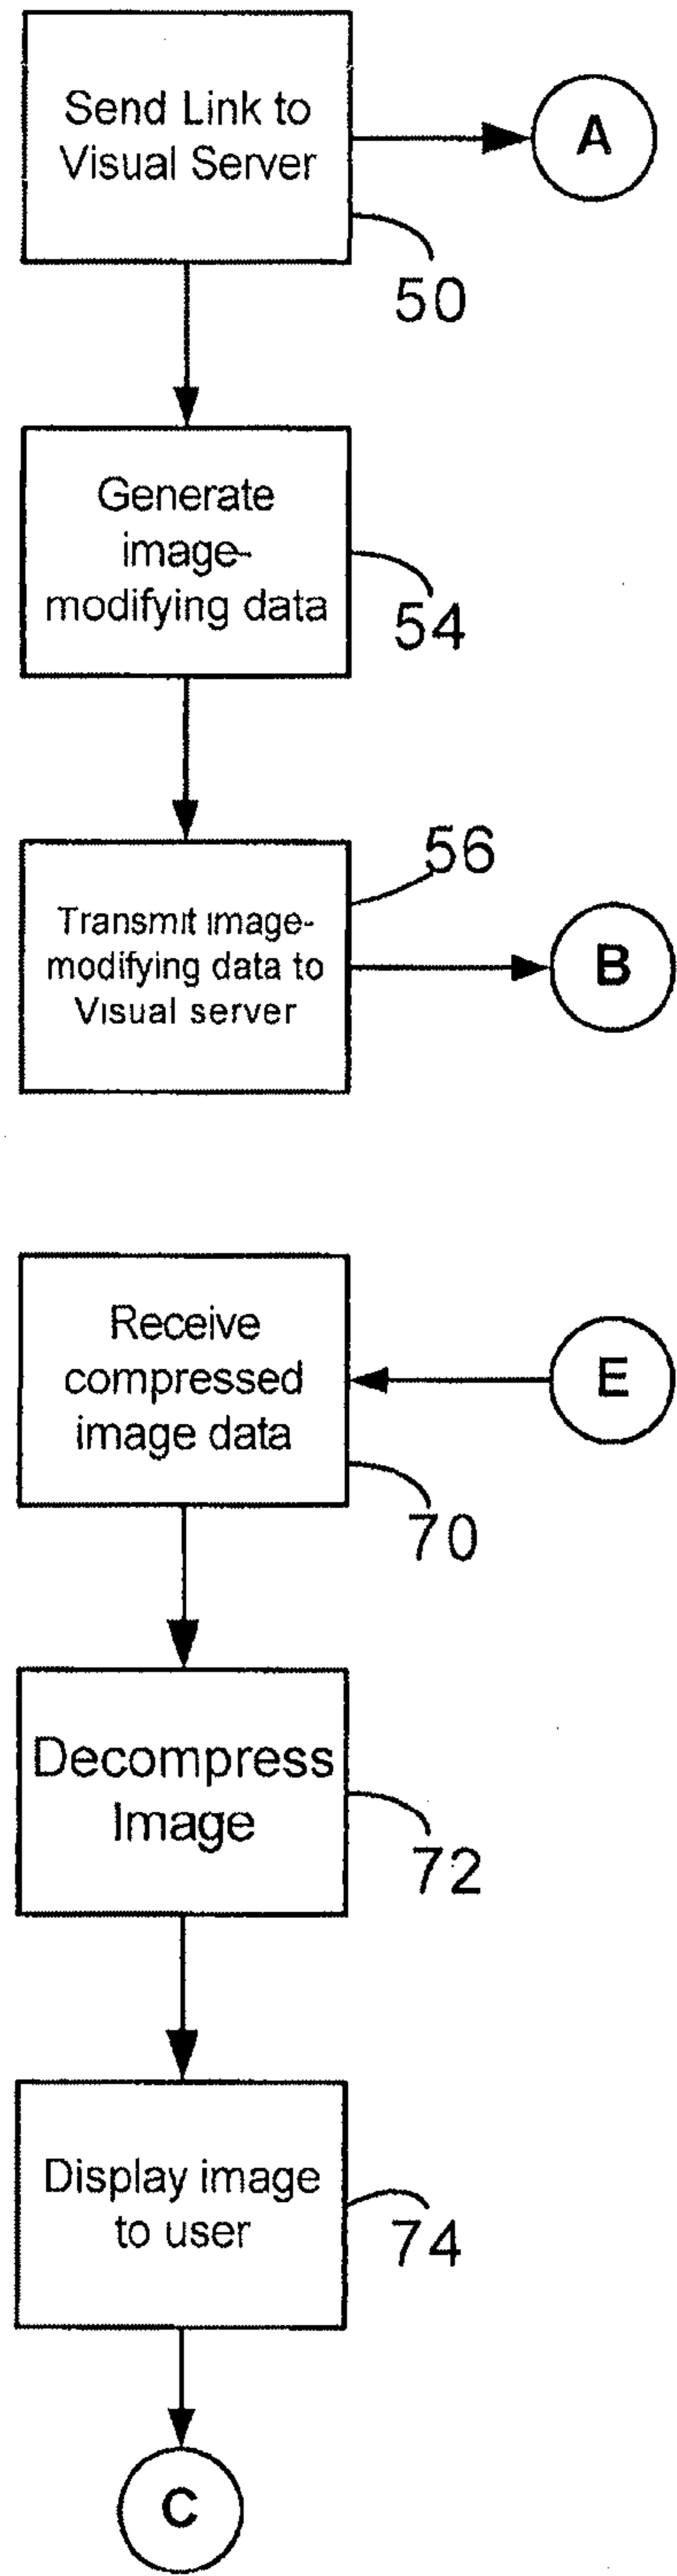 Send Link to
Visual Server
A
50
Generate
image-
modifying data
54
56
Transmit image-
modifying data to
Visual server
B
Receive
compressed
image data
E
70
Decompress
Image
72
Display image
to user
74
C